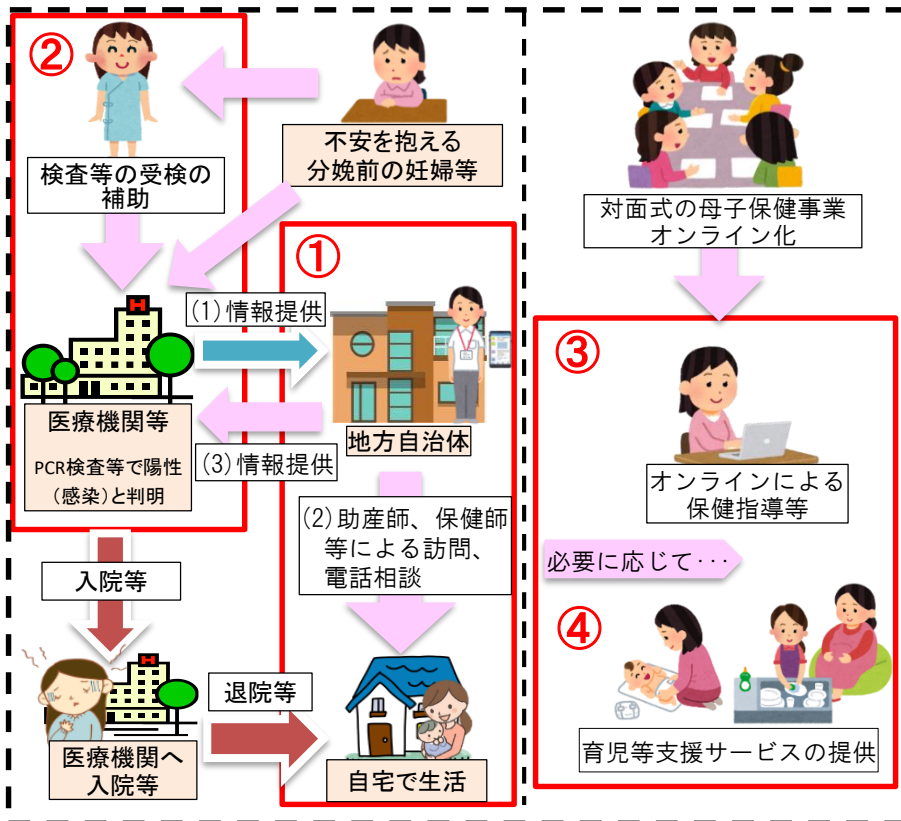 ②
検査等の受検の
補助
不安を抱える
分娩前の妊婦等
①
(1)情報提供
医療機関等
PCR検査等で陽性
(感染)と判明
(3)情報提供
地方自治体
(2)助産師、保健師
等による訪問、
電話相談
入院等
医療機関へ
入院等
退院等
自宅で生活
対面式の母子保健事業
オンライン化
③
オンラインによる
保健指導等
必要に応じて･･･
④
育児等支援サービスの提供
H
H